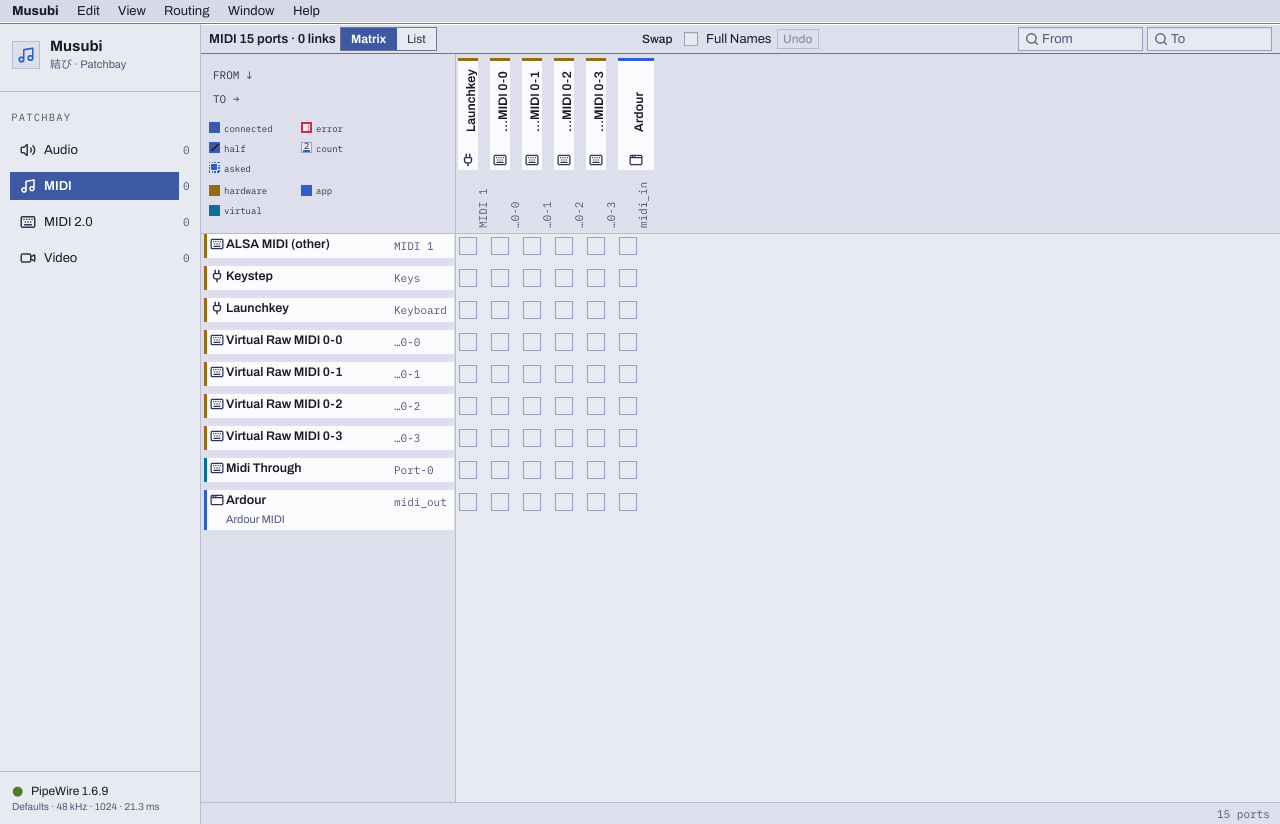 Musubi Edit View Routing Window Help
Musubi
結び · Patchbay
PATCHBAY
Audio 0
MIDI 0
MIDI 2.0 0
Video 0
PipeWire 1.6.9
Defaults · 48 kHz · 1024 · 21.3 ms
MIDI 15 ports · 0 links Matrix List Swap Full Names Undo From To
FROM ↓
TO →
connected error
half 2 count
asked
hardware app
virtual
Launchkey
…MIDI 0-0
…MIDI 0-1
…MIDI 0-2
…MIDI 0-3
Ardour
MIDI 1
…0-0
…0-1
…0-2
…0-3
midi_in
ALSA MIDI (other) MIDI 1
Keystep Keys
Launchkey Keyboard
Virtual Raw MIDI 0-0 …0-0
Virtual Raw MIDI 0-1 …0-1
Virtual Raw MIDI 0-2 …0-2
Virtual Raw MIDI 0-3 …0-3
Midi Through Port-0
Ardour midi_out
Ardour MIDI
15 ports